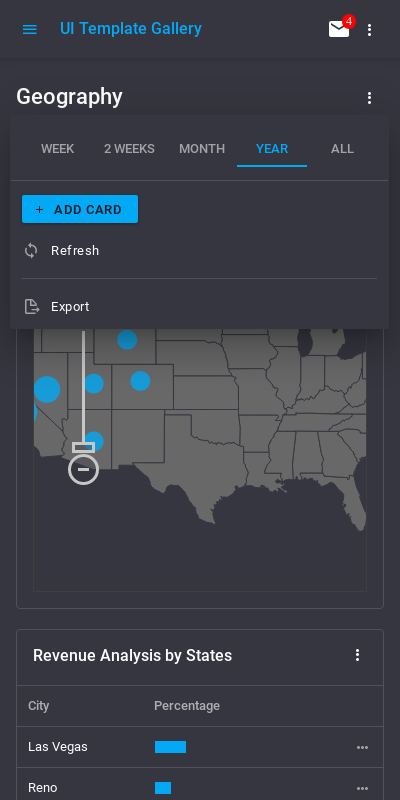 UI Template Gallery
4
Geography
WEEK 2 WEEKS MONTH YEAR ALL
+ ADD CARD
Refresh
Export
Revenue Analysis by States
City Percentage
Las Vegas
Reno